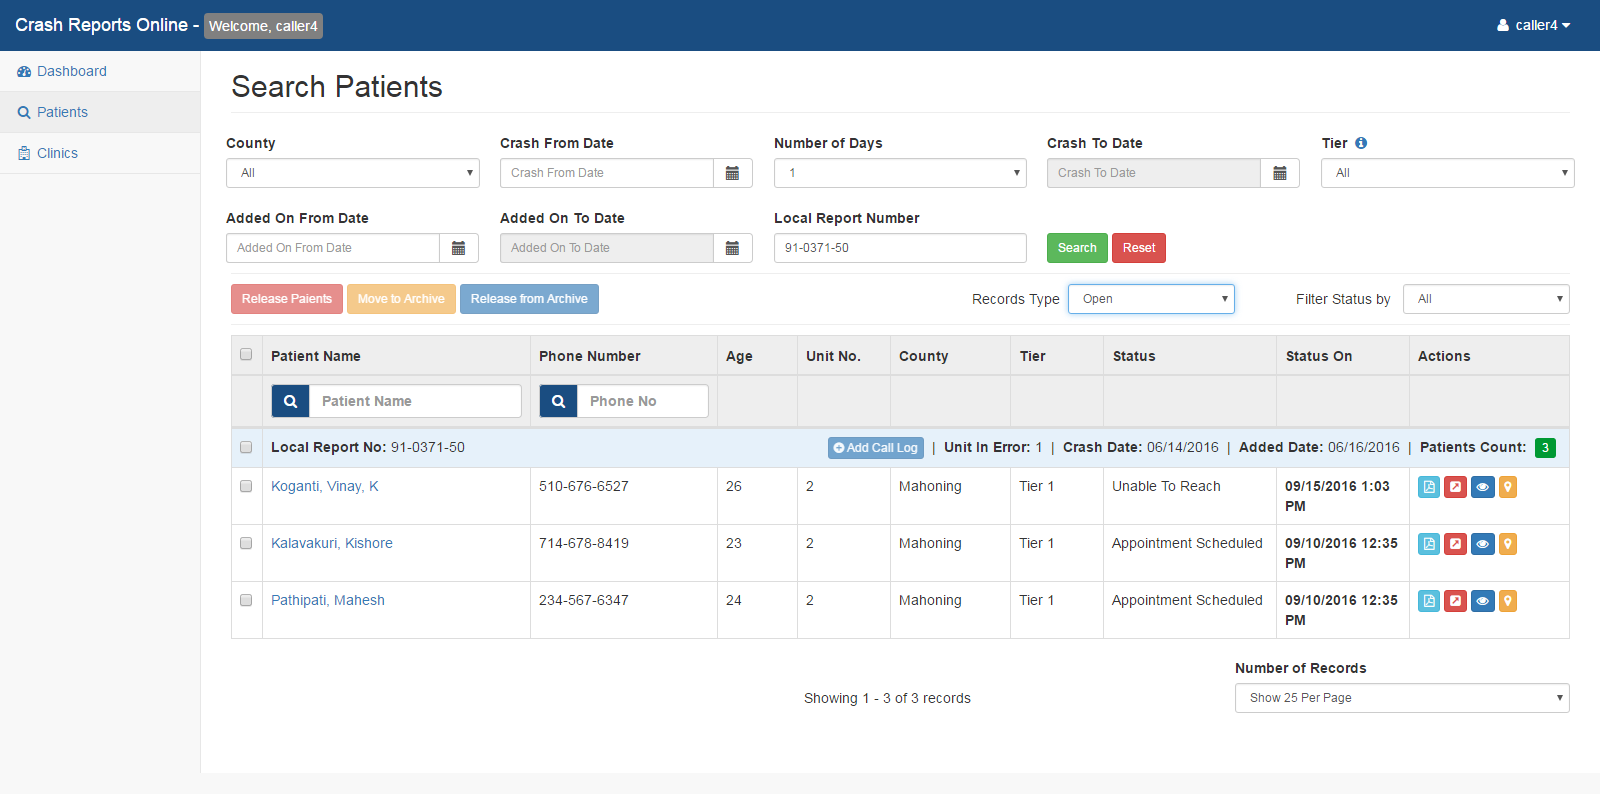 Crash Reports Online - Welcome, caller4
caller4
Dashboard
Patients
Clinics
Search Patients
County Crash From Date Number of Days Crash To Date Tier
All Crash From Date 1 Crash To Date All
Added On From Date Added On To Date Local Report Number
Added On From Date Added On To Date 91-0371-50 Search Reset
Release Paients Move to Archive Release from Archive Records Type Open Filter Status by All
Patient Name Phone Number Age Unit No. County Tier Status Status On Actions
Patient Name Phone No
Local Report No: 91-0371-50 Add Call Log | Unit In Error: 1 | Crash Date: 06/14/2016 | Added Date: 06/16/2016 | Patients Count: 3
Koganti, Vinay, K 510-676-6527 26 2 Mahoning Tier 1 Unable To Reach 09/15/2016 1:03
PM
Kalavakuri, Kishore 714-678-8419 23 2 Mahoning Tier 1 Appointment Scheduled 09/10/2016 12:35
PM
Pathipati, Mahesh 234-567-6347 24 2 Mahoning Tier 1 Appointment Scheduled 09/10/2016 12:35
PM
Number of Records
Showing 1 - 3 of 3 records Show 25 Per Page